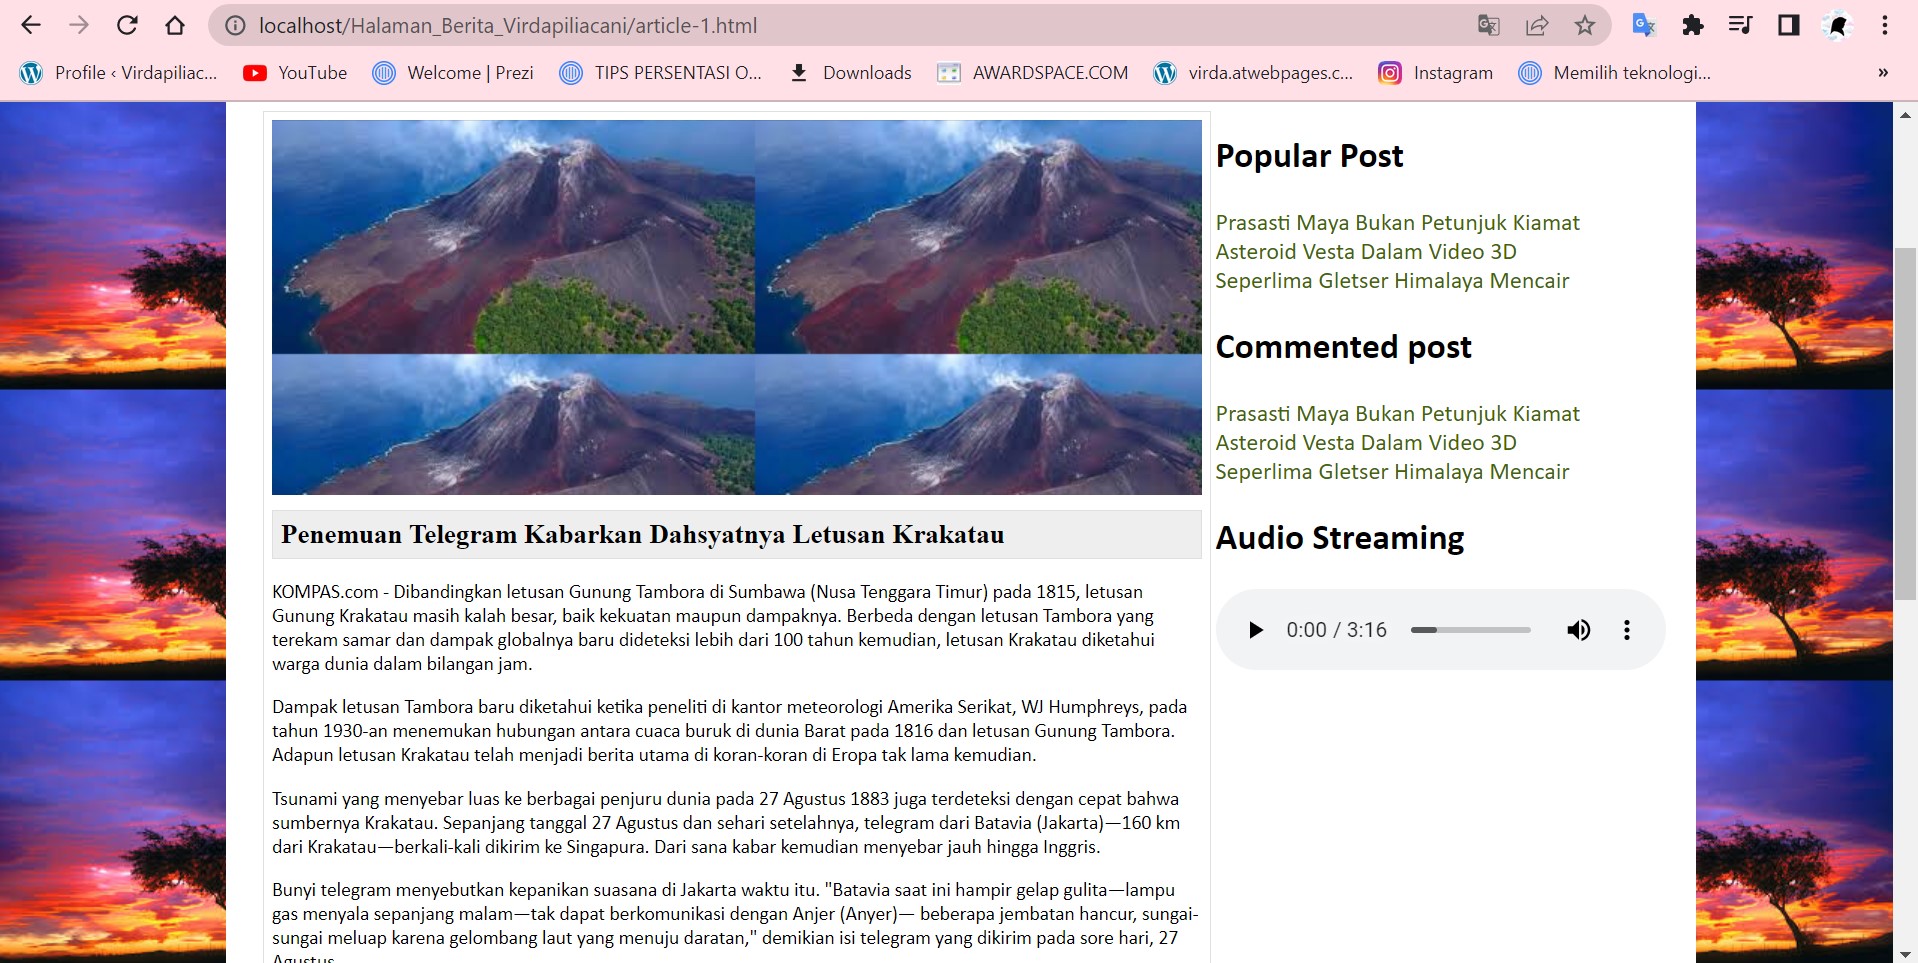 localhost/Halaman_Berita_Virdapiliacani/article-1.html
Profile ‹ Virdapiliac... YouTube Welcome | Prezi TIPS PERSENTASI O... Downloads AWARDSPACE.COM virda.atwebpages.c... Instagram Memilih teknologi... »
Penemuan Telegram Kabarkan Dahsyatnya Letusan Krakatau
KOMPAS.com - Dibandingkan letusan Gunung Tambora di Sumbawa (Nusa Tenggara Timur) pada 1815, letusan
Gunung Krakatau masih kalah besar, baik kekuatan maupun dampaknya. Berbeda dengan letusan Tambora yang
terekam samar dan dampak globalnya baru dideteksi lebih dari 100 tahun kemudian, letusan Krakatau diketahui
warga dunia dalam bilangan jam.
Dampak letusan Tambora baru diketahui ketika peneliti di kantor meteorologi Amerika Serikat, WJ Humphreys, pada
tahun 1930-an menemukan hubungan antara cuaca buruk di dunia Barat pada 1816 dan letusan Gunung Tambora.
Adapun letusan Krakatau telah menjadi berita utama di koran-koran di Eropa tak lama kemudian.
Tsunami yang menyebar luas ke berbagai penjuru dunia pada 27 Agustus 1883 juga terdeteksi dengan cepat bahwa
sumbernya Krakatau. Sepanjang tanggal 27 Agustus dan sehari setelahnya, telegram dari Batavia (Jakarta)—160 km
dari Krakatau—berkali-kali dikirim ke Singapura. Dari sana kabar kemudian menyebar jauh hingga Inggris.
Bunyi telegram menyebutkan kepanikan suasana di Jakarta waktu itu. "Batavia saat ini hampir gelap gulita—lampu
gas menyala sepanjang malam—tak dapat berkomunikasi dengan Anjer (Anyer)— beberapa jembatan hancur, sungai-
sungai meluap karena gelombang laut yang menuju daratan," demikian isi telegram yang dikirim pada sore hari, 27
Agustus
Popular Post
Prasasti Maya Bukan Petunjuk Kiamat
Asteroid Vesta Dalam Video 3D
Seperlima Gletser Himalaya Mencair
Commented post
Prasasti Maya Bukan Petunjuk Kiamat
Asteroid Vesta Dalam Video 3D
Seperlima Gletser Himalaya Mencair
Audio Streaming
0:00 / 3:16